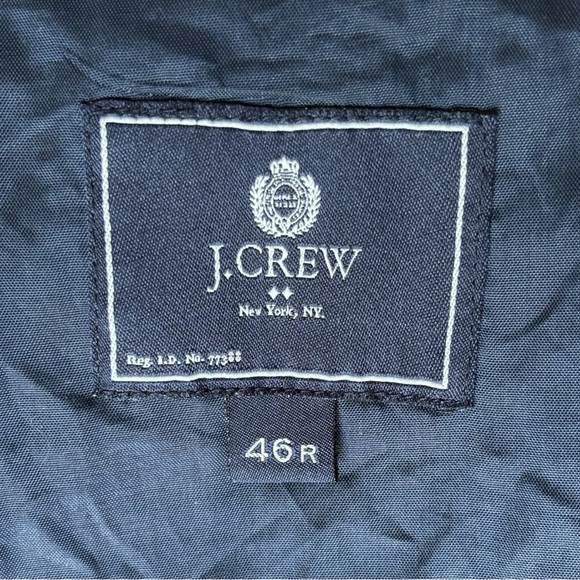 J.CREW
New York, NY.
Reg. I.D. No. 773
46R